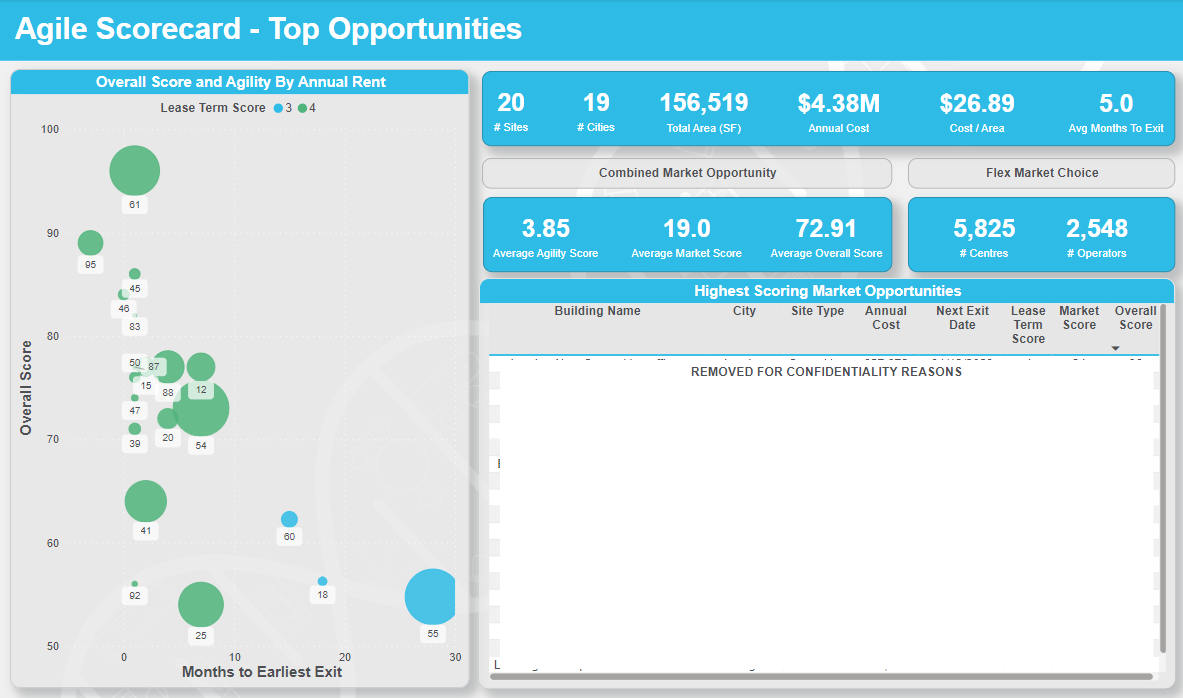 Agile Scorecard - Top Opportunities
Overall Score and Agility By Annual Rent
Lease Term Score 3 4
100
90
80
70
60
50
Overall Score
61
95
45
46
83
50
87
15
88
12
47
39
20
54
41
60
92
18
25
55
0 10 20 30
Months to Earliest Exit
20 19 156,519 $4.38M $26.89 5.0
# Sites # Cities Total Area (SF) Annual Cost Cost / Area Avg Months To Exit
Combined Market Opportunity
Flex Market Choice
3.85 19.0 72.91
Average Agility Score Average Market Score Average Overall Score
5,825 2,548
# Centres # Operators
Highest Scoring Market Opportunities
Building Name City Site Type Annual Cost Next Exit Date Lease Term Score Market Score Overall Score
REMOVED FOR CONFIDENTIALITY REASONS